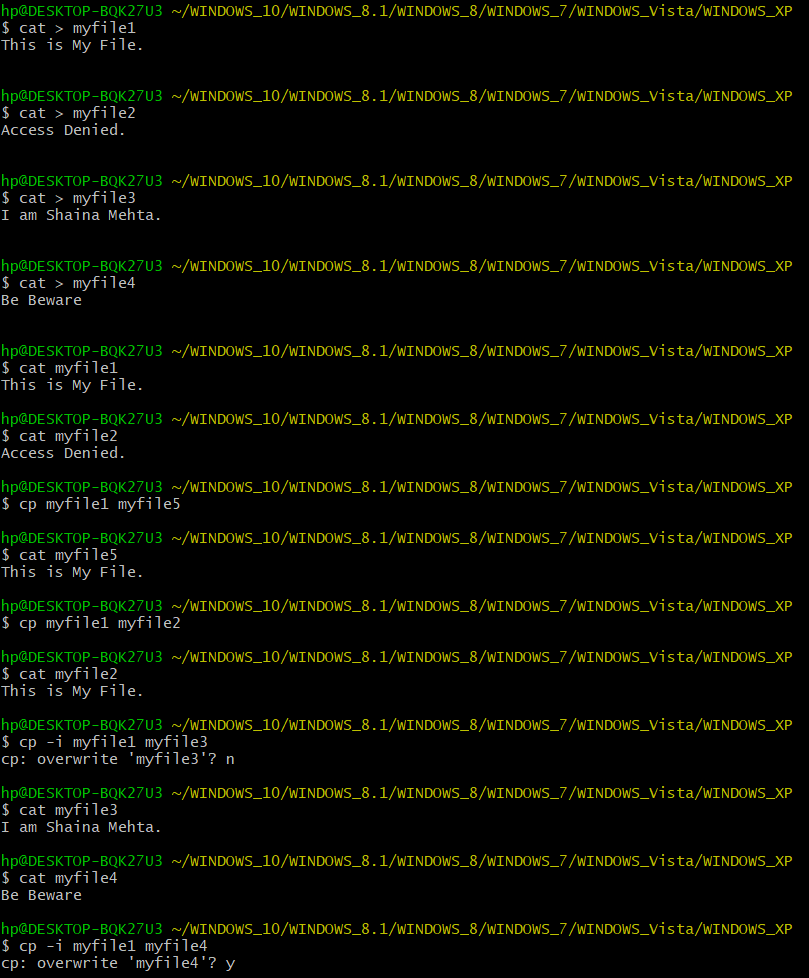 hp@DESKTOP-BQK27U3 ~/WINDOWS_10/WINDOWS_8.1/WINDOWS_8/WINDOWS_7/WINDOWS_Vista/WINDOWS_XP
$ cat > myfile1
This is My File.
hp@DESKTOP-BQK27U3 ~/WINDOWS_10/WINDOWS_8.1/WINDOWS_8/WINDOWS_7/WINDOWS_Vista/WINDOWS_XP
$ cat > myfile2
Access Denied.
hp@DESKTOP-BQK27U3 ~/WINDOWS_10/WINDOWS_8.1/WINDOWS_8/WINDOWS_7/WINDOWS_Vista/WINDOWS_XP
$ cat > myfile3
I am Shaina Mehta.
hp@DESKTOP-BQK27U3 ~/WINDOWS_10/WINDOWS_8.1/WINDOWS_8/WINDOWS_7/WINDOWS_Vista/WINDOWS_XP
$ cat > myfile4
Be Beware
hp@DESKTOP-BQK27U3 ~/WINDOWS_10/WINDOWS_8.1/WINDOWS_8/WINDOWS_7/WINDOWS_Vista/WINDOWS_XP
$ cat myfile1
This is My File.
hp@DESKTOP-BQK27U3 ~/WINDOWS_10/WINDOWS_8.1/WINDOWS_8/WINDOWS_7/WINDOWS_Vista/WINDOWS_XP
$ cat myfile2
Access Denied.
hp@DESKTOP-BQK27U3 ~/WINDOWS_10/WINDOWS_8.1/WINDOWS_8/WINDOWS_7/WINDOWS_Vista/WINDOWS_XP
$ cp myfile1 myfile5
hp@DESKTOP-BQK27U3 ~/WINDOWS_10/WINDOWS_8.1/WINDOWS_8/WINDOWS_7/WINDOWS_Vista/WINDOWS_XP
$ cat myfile5
This is My File.
hp@DESKTOP-BQK27U3 ~/WINDOWS_10/WINDOWS_8.1/WINDOWS_8/WINDOWS_7/WINDOWS_Vista/WINDOWS_XP
$ cp myfile1 myfile2
hp@DESKTOP-BQK27U3 ~/WINDOWS_10/WINDOWS_8.1/WINDOWS_8/WINDOWS_7/WINDOWS_Vista/WINDOWS_XP
$ cat myfile2
This is My File.
hp@DESKTOP-BQK27U3 ~/WINDOWS_10/WINDOWS_8.1/WINDOWS_8/WINDOWS_7/WINDOWS_Vista/WINDOWS_XP
$ cp -i myfile1 myfile3
cp: overwrite 'myfile3'? n
hp@DESKTOP-BQK27U3 ~/WINDOWS_10/WINDOWS_8.1/WINDOWS_8/WINDOWS_7/WINDOWS_Vista/WINDOWS_XP
$ cat myfile3
I am Shaina Mehta.
hp@DESKTOP-BQK27U3 ~/WINDOWS_10/WINDOWS_8.1/WINDOWS_8/WINDOWS_7/WINDOWS_Vista/WINDOWS_XP
$ cat myfile4
Be Beware
hp@DESKTOP-BQK27U3 ~/WINDOWS_10/WINDOWS_8.1/WINDOWS_8/WINDOWS_7/WINDOWS_Vista/WINDOWS_XP
$ cp -i myfile1 myfile4
cp: overwrite 'myfile4'? y